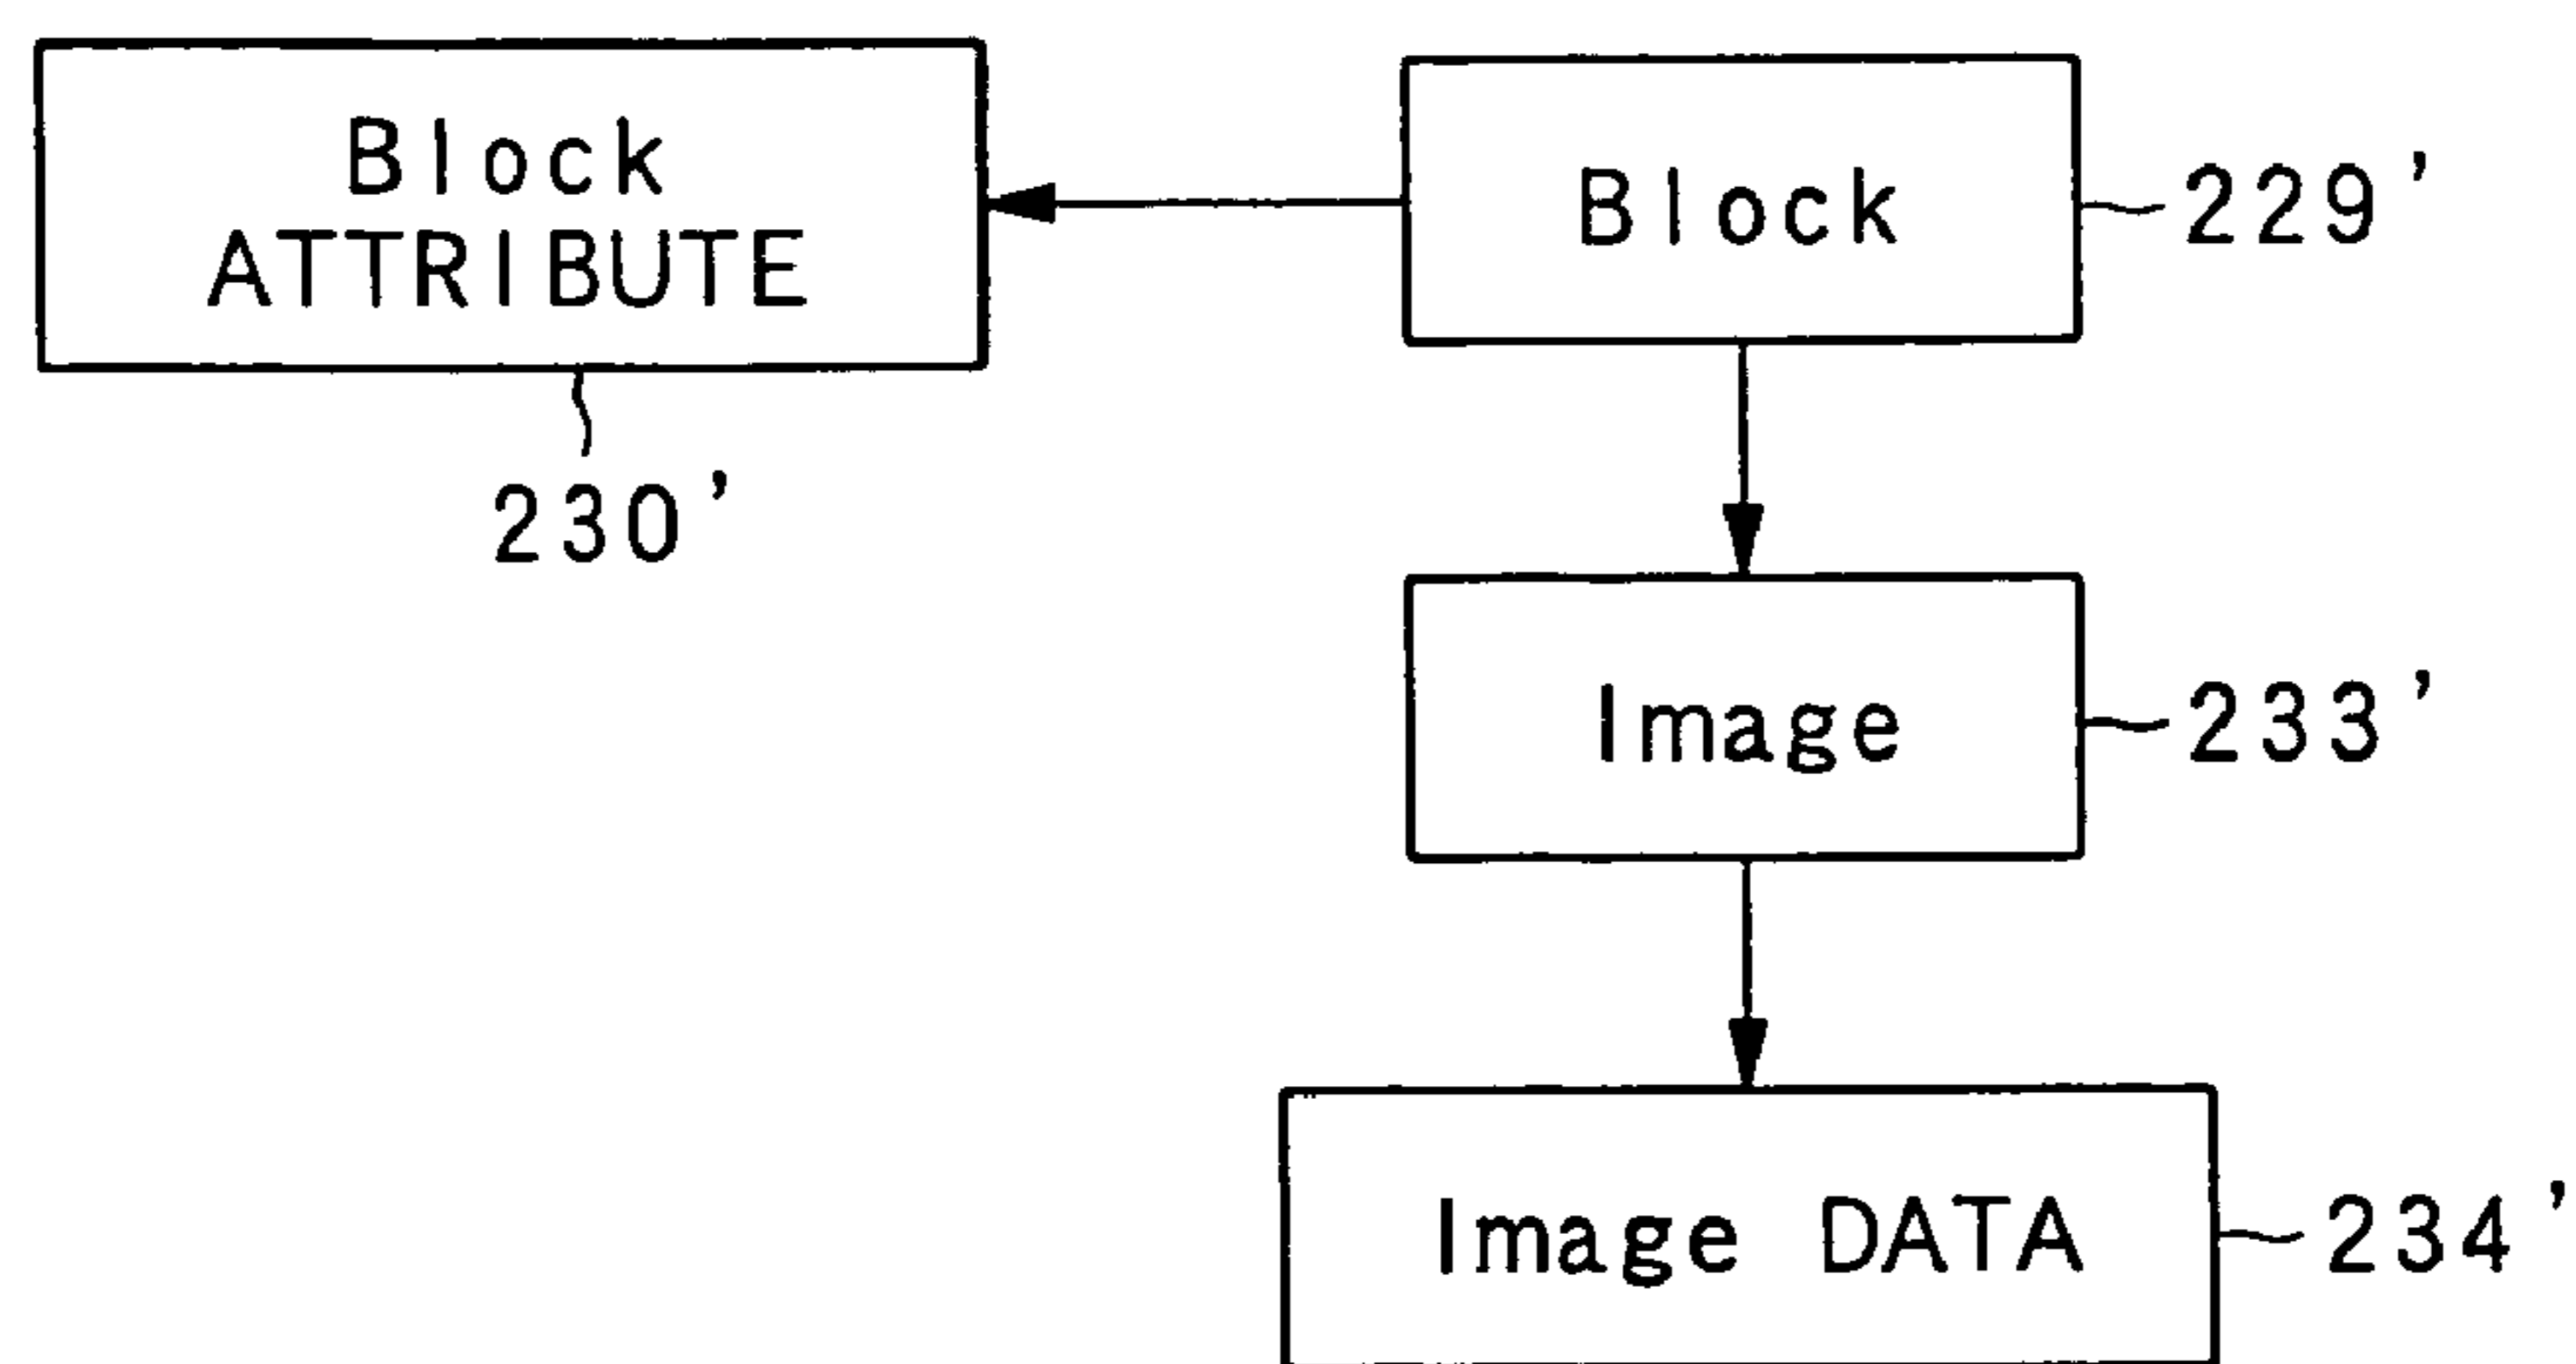 Block
ATTRIBUTE
230'
Block
229'
Image
233'
Image DATA
234'